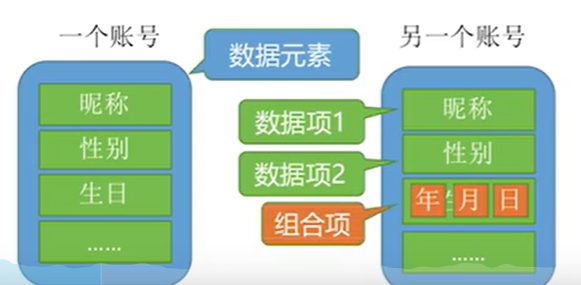 一个账号
数据元素
另一个账号
昵称
性别
生日
......
数据项1
数据项2
组合项
昵称
性别
年 月 日
......